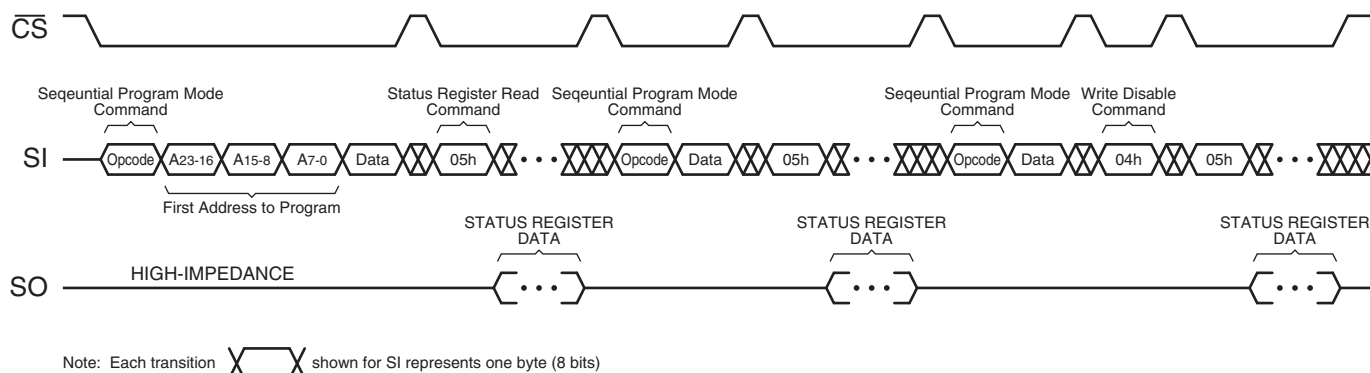 CS
Seqeuntial Program Mode
Command
Status Register Read
Command
Seqeuntial Program Mode
Command
Seqeuntial Program Mode
Command
Write Disable
Command
SI
Opcode
A23-16
A15-8
A7-0
Data
05h
Opcode
Data
05h
Opcode
Data
04h
05h
First Address to Program
STATUS REGISTER
DATA
STATUS REGISTER
DATA
STATUS REGISTER
DATA
SO
HIGH-IMPEDANCE
Note: Each transition shown for SI represents one byte (8 bits)